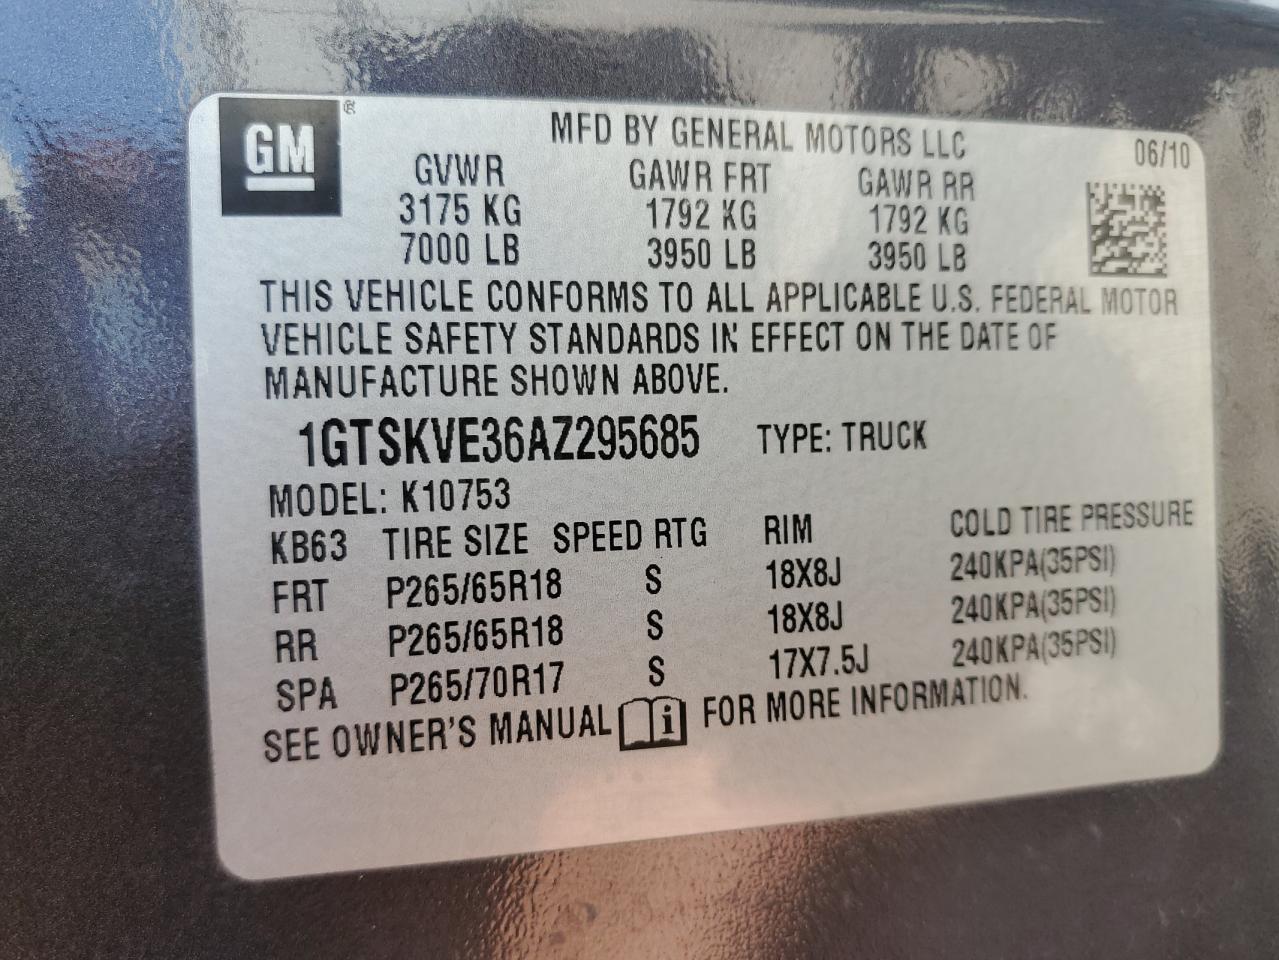 GM ®
MFD BY GENERAL MOTORS LLC
06/10
GVWR GAWR FRT GAWR RR
3175 KG 1792 KG 1792 KG
7000 LB 3950 LB 3950 LB
THIS VEHICLE CONFORMS TO ALL APPLICABLE U.S. FEDERAL MOTOR
VEHICLE SAFETY STANDARDS IN EFFECT ON THE DATE OF
MANUFACTURE SHOWN ABOVE.
1GTSKVE36AZ295685 TYPE: TRUCK
MODEL: K10753
KB63 TIRE SIZE SPEED RTG RIM COLD TIRE PRESSURE
FRT P265/65R18 S 18X8J 240KPA(35PSI)
RR P265/65R18 S 18X8J 240KPA(35PSI)
SPA P265/70R17 S 17X7.5J 240KPA(35PSI)
SEE OWNER'S MANUAL i FOR MORE INFORMATION.